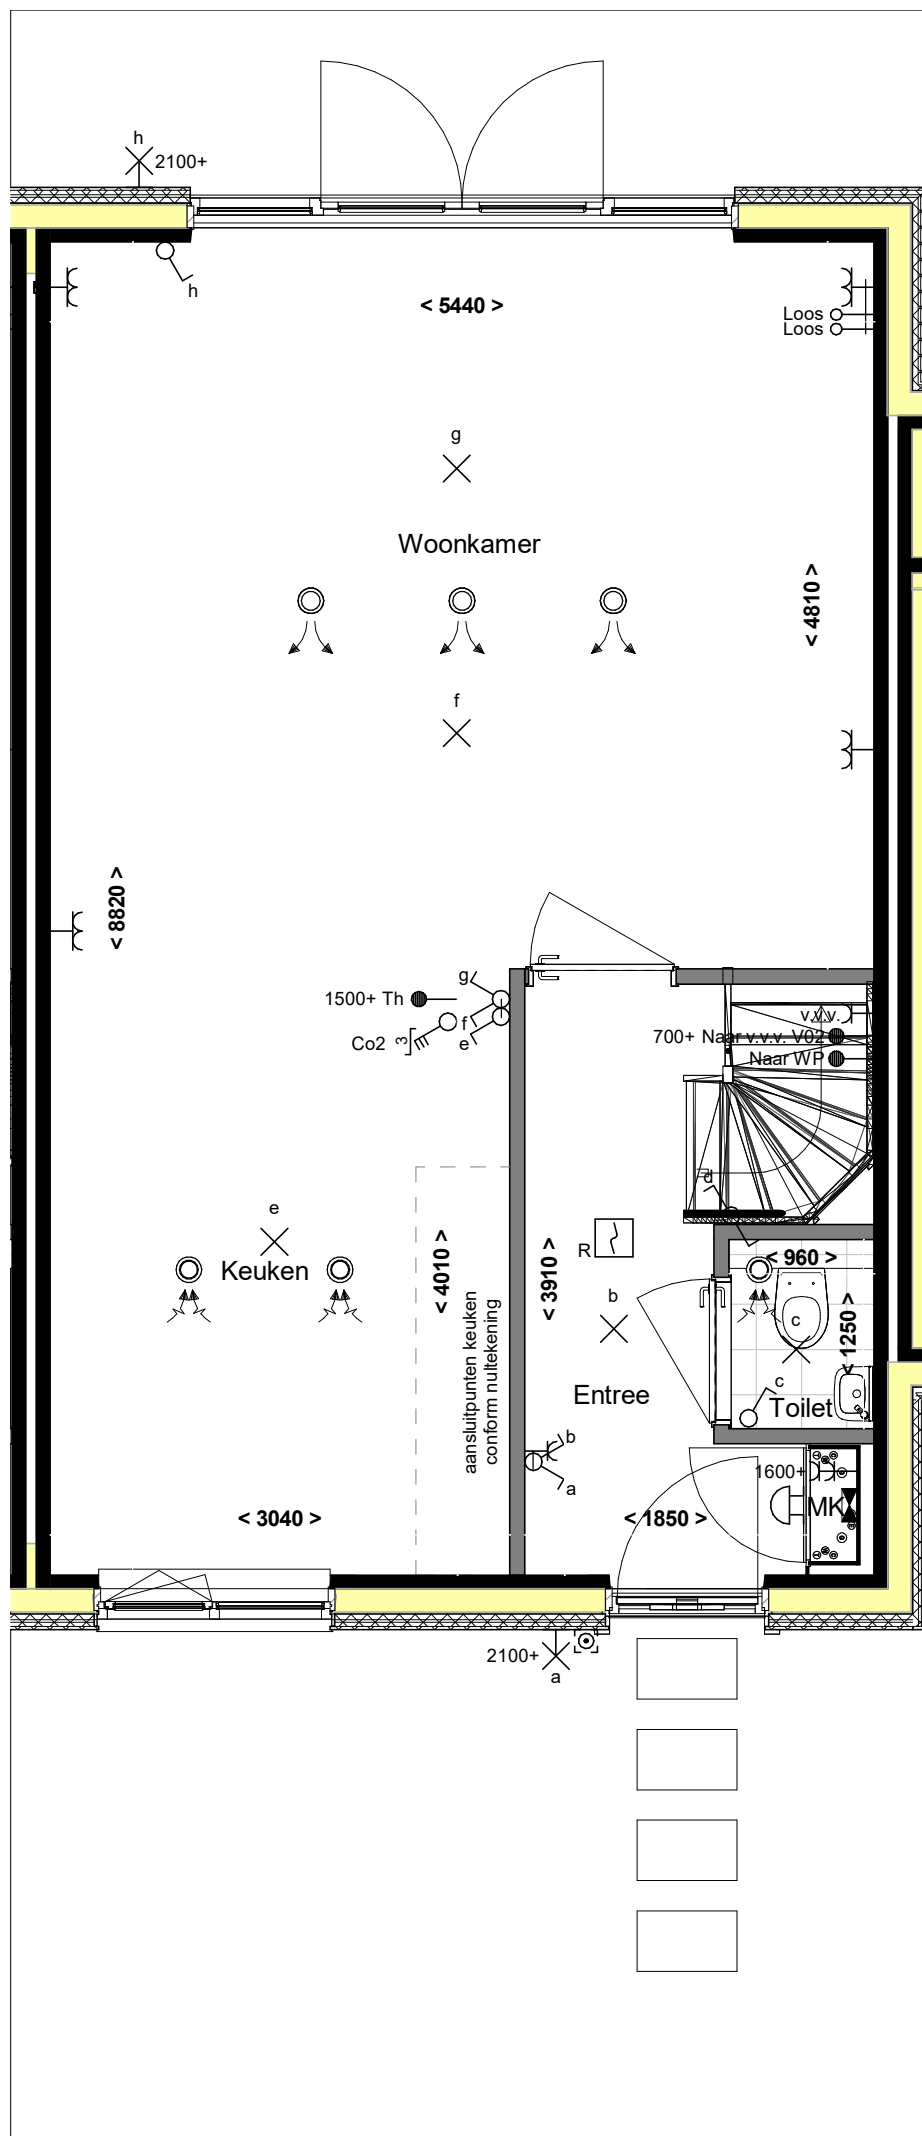 h
2100+
h
< 5440 >
Loos
Loos
g
Woonkamer
< 4810 >
f
< 8820 >
g
1500+ Th
f
Co2 3
e
v.v.v.
700+ Naar v.v.v. V02
Naar WP
d
e
Keuken
< 4010 >
aansluitpunten keuken
conform nultekening
R
< 3910 >
b
< 960 >
c
< 1250 >
Entree
c
Toilet
b
a
1600+
MK
< 3040 >
< 1850 >
2100+
a